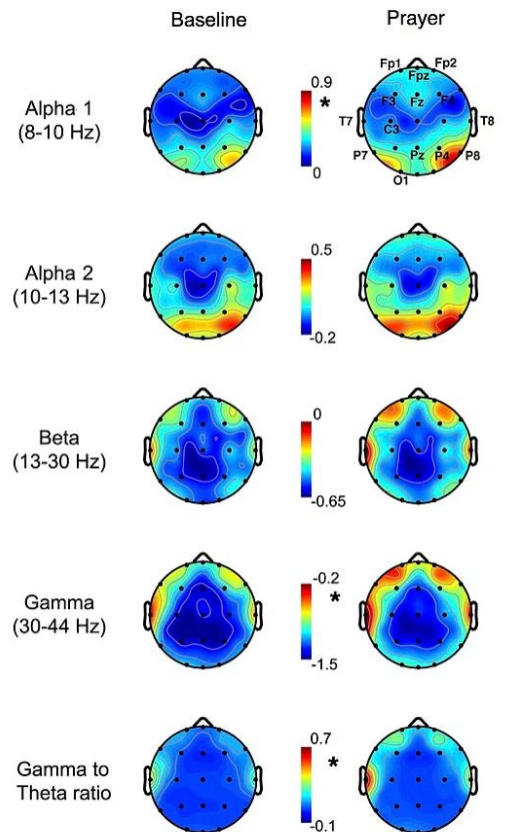 Baseline
Prayer
Alpha 1
(8-10 Hz)
0.9
*
0
Fp1
Fp2
Fpz
F3
Fz
F4
T7
C3
T8
P7
Pz
P4
P8
O1
Alpha 2
(10-13 Hz)
0.5
-0.2
Beta
(13-30 Hz)
0
-0.65
Gamma
(30-44 Hz)
-0.2
*
-1.5
Gamma to
Theta ratio
0.7
*
-0.1